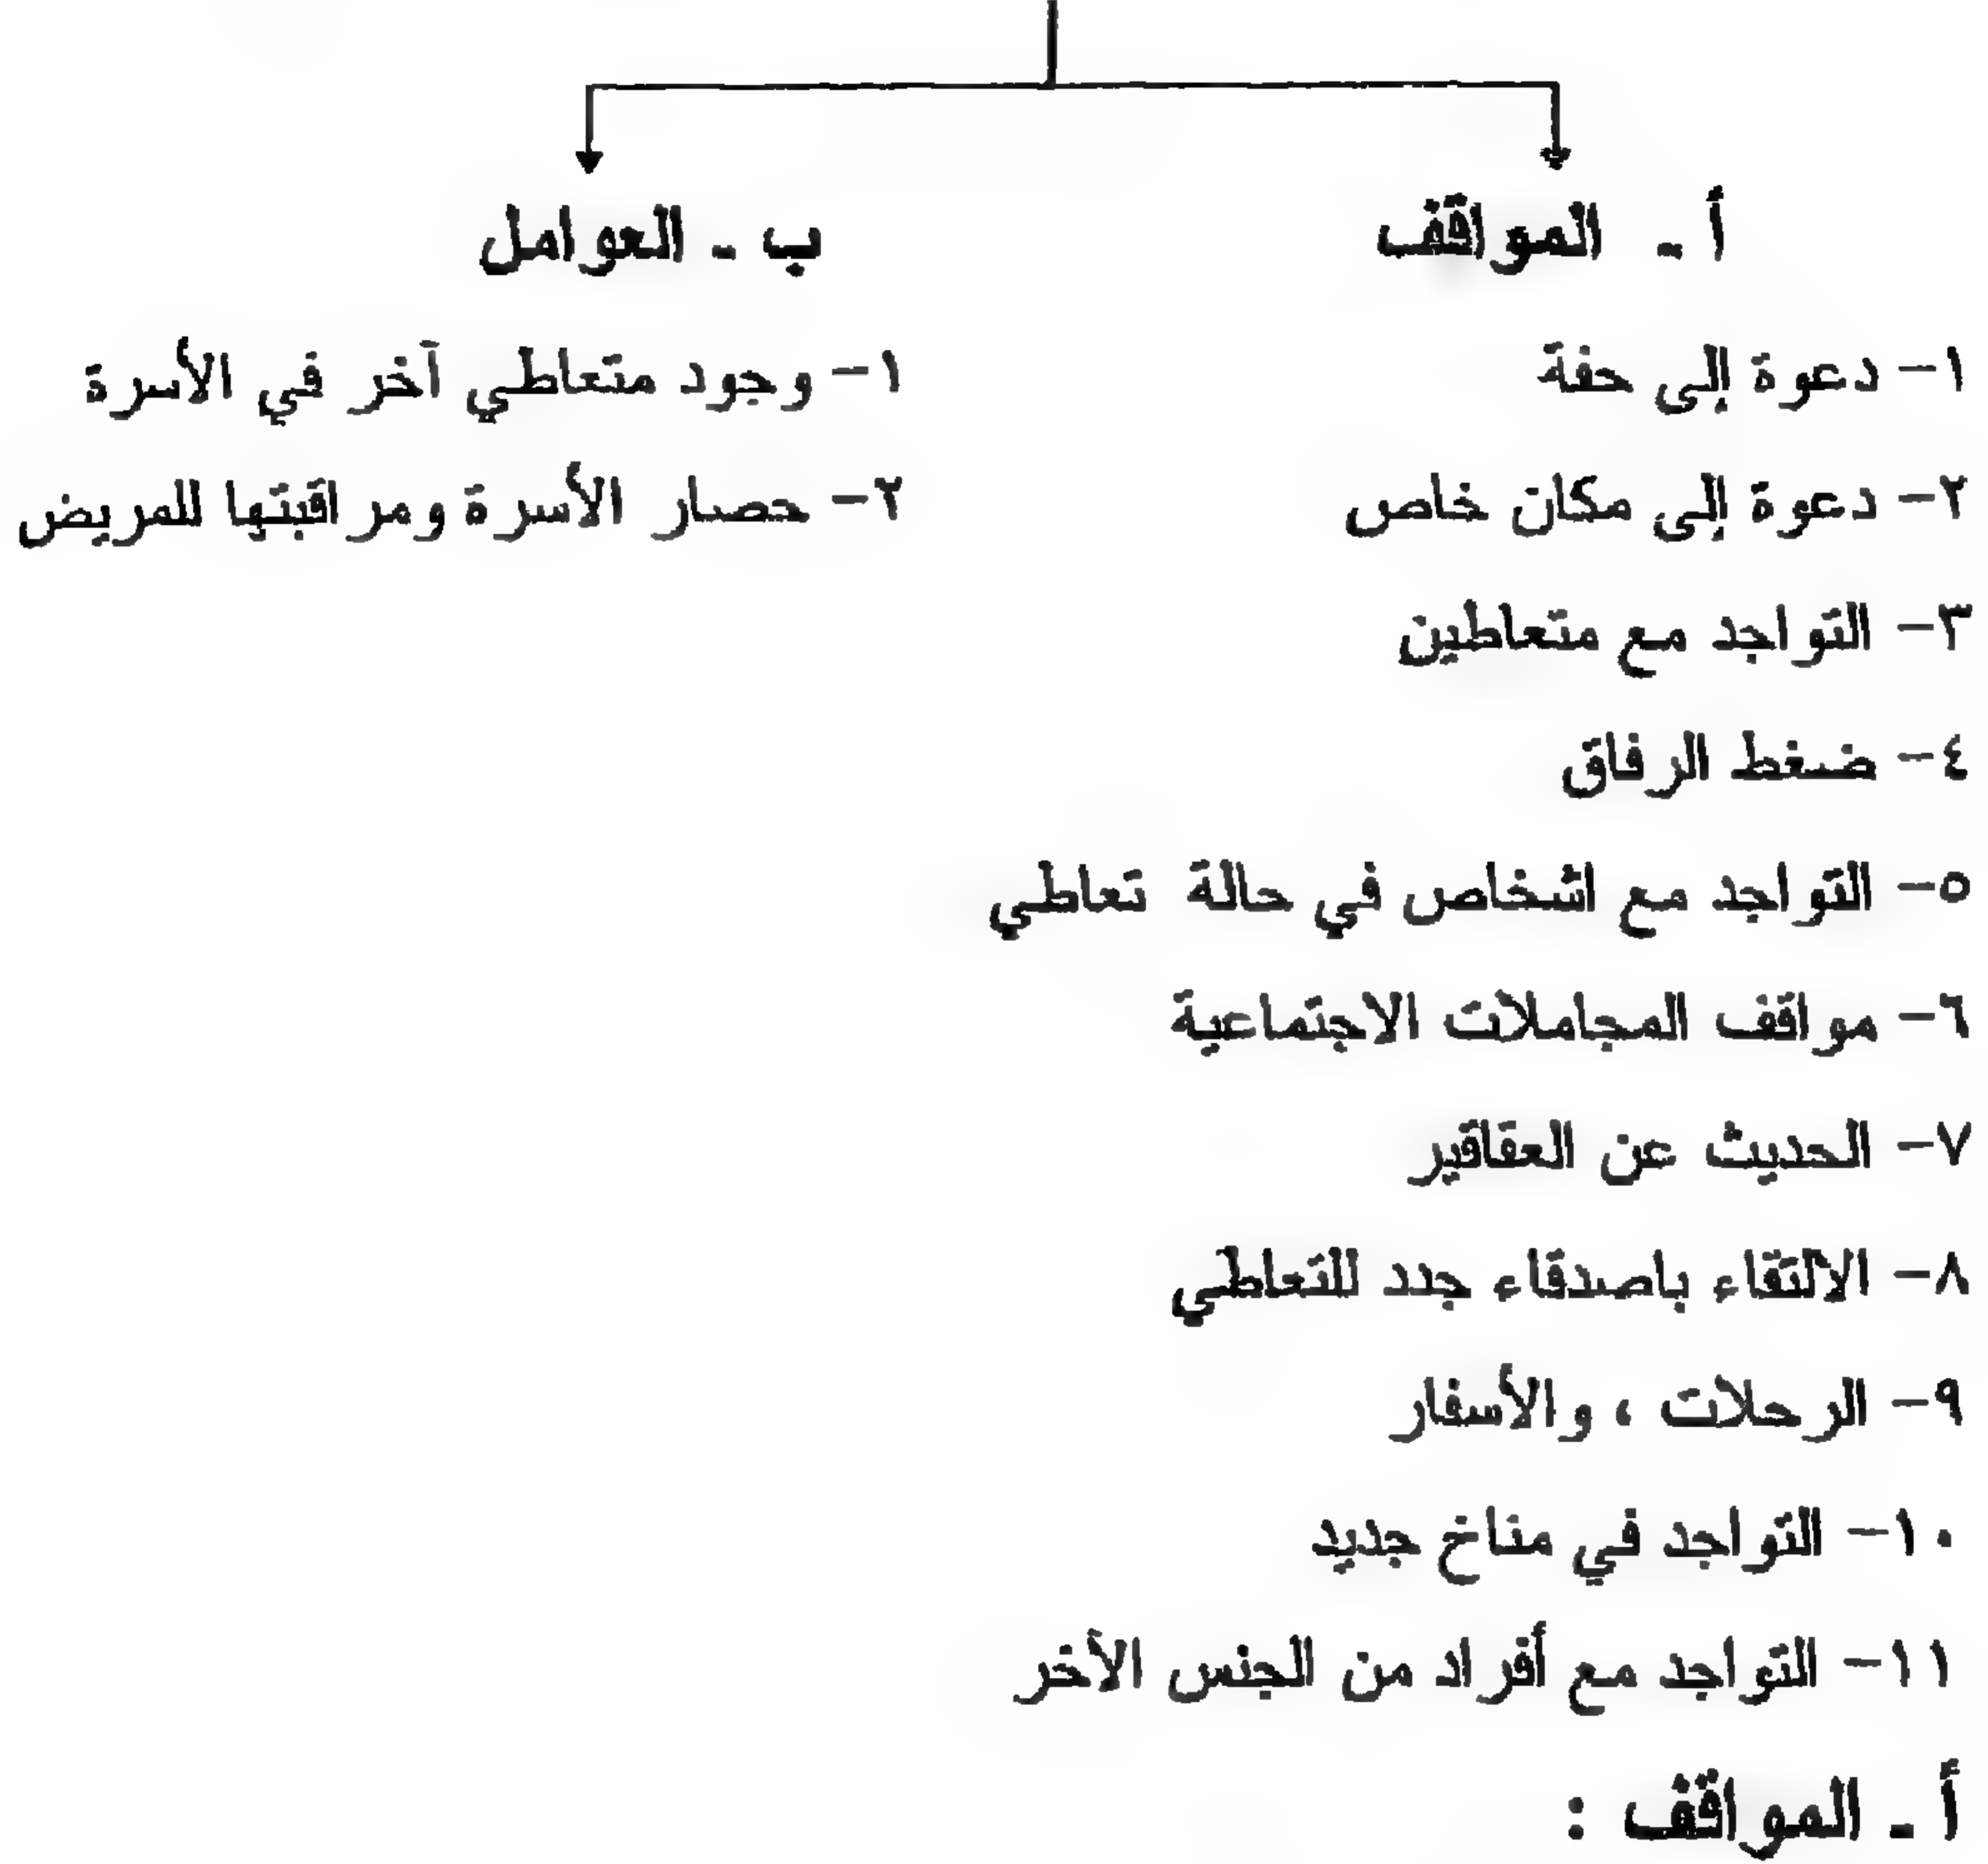 أ - المواقف
١- دعوة إلى حفة
٢- دعوة إلى مكان خاص
٣- التواجد مع متعاطين
٤- ضغط الرفاق
٥- التواجد مع اشخاص في حالة تعاطي
٦- مواقف المجاملات الاجتماعية
٧- الحديث عن العقاقير
٨- الالتقاء باصدقاء جدد للتعاطي
٩- الرحلات ، والأسفار
١٠- التواجد في مناخ جديد
١١- التواجد مع أفراد من الجنس الأخر
ب - العوامل
١- وجود متعاطي آخر في الأسرة
٢- حصار الأسرة ومراقبتها للمريض
أ - المواقف :